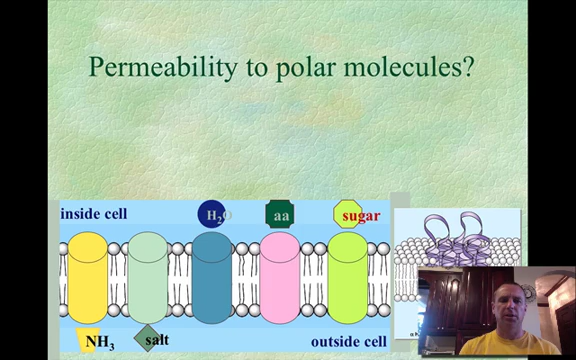 Permeability to polar molecules?
inside cell
H₂O
aa
sugar
NH₃
salt
outside cell